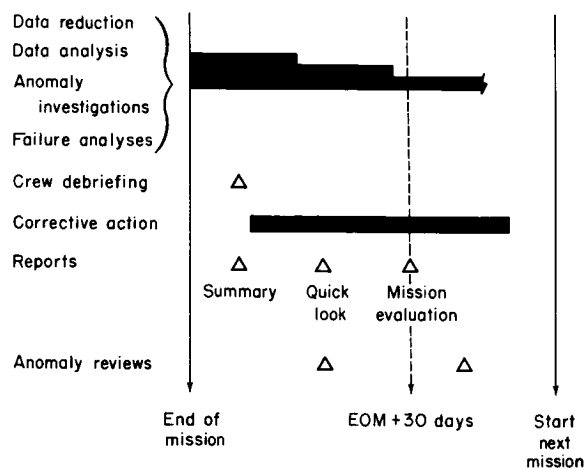 Data reduction
Data analysis
Anomaly
investigations
Failure analyses
Crew debriefing
Corrective action
Reports
Summary
Quick
look
Mission
evaluation
Anomaly reviews
End of
mission
EOM +30 days
Start
next
mission